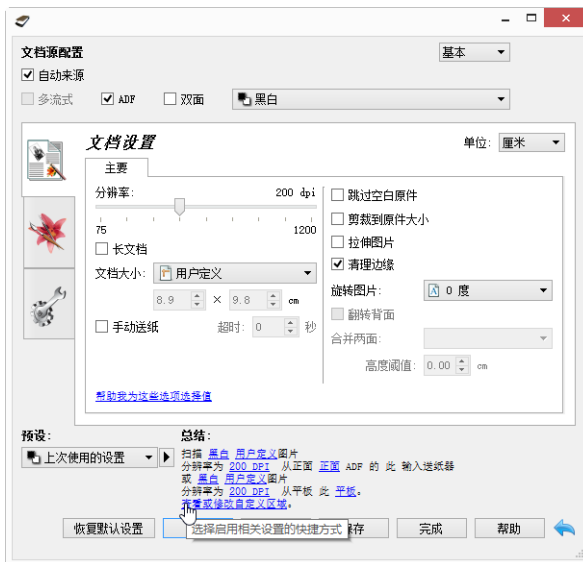 文档源配置
基本
自动来源
多流式
ADF
双面
黑白
文档设置
单位:
厘米
主要
分辨率:
200 dpi
75
1200
长文档
文档大小:
用户定义
8.9
×
9.8
cm
手动送纸
超时:
0
秒
帮助我为这些选项选择值
跳过空白原件
剪裁到原件大小
拉伸图片
清理边缘
旋转图片:
0 度
翻转背面
合并两面:
高度阈值:
0.00
cm
预设:
上次使用的设置
总结:
扫描 黑白 用户定义图片
分辨率为 200 DPI 从正面 正面 ADF 的 此 输入送纸器
或 黑白 用户定义图片
分辨率为 200 DPI 从平板 此 平板。
查看或修改自定义区域。
恢复默认设置
选择启用相关设置的快捷方式
存
完成
帮助